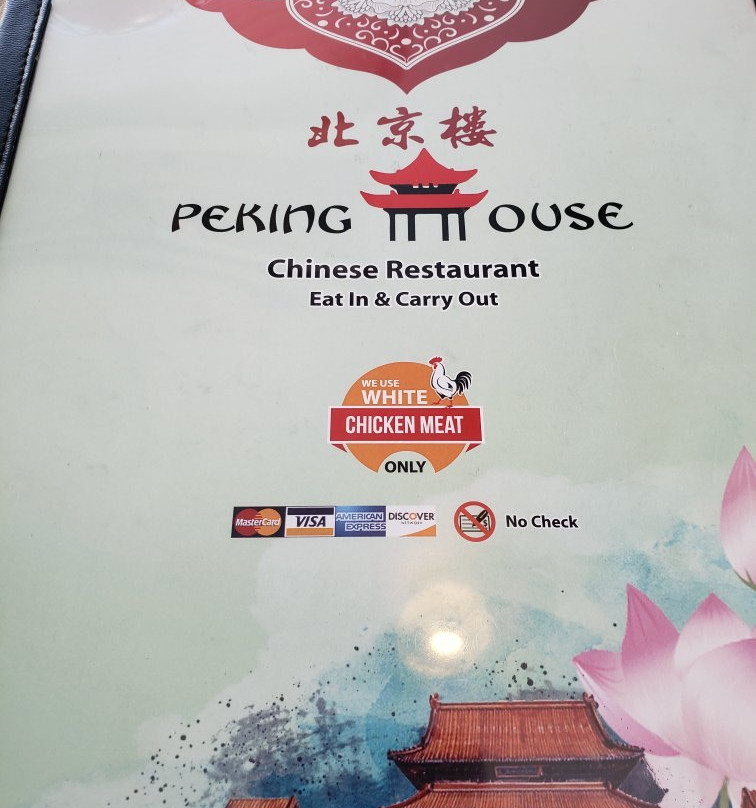 北京楼
PEKING HOUSE
Chinese Restaurant
Eat In & Carry Out
WE USE
WHITE
CHICKEN MEAT
ONLY
MasterCard VISA AMERICAN EXPRESS DISCOVER NETWORK No Check